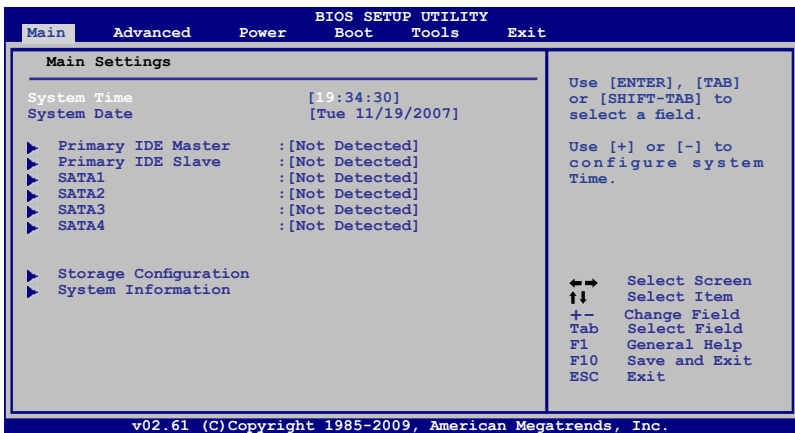 BIOS SETUP UTILITY
Main Advanced Power Boot Tools Exit
Main Settings
System Time [19:34:30]
System Date [Tue 11/19/2007]
Primary IDE Master :[Not Detected]
Primary IDE Slave :[Not Detected]
SATA1 :[Not Detected]
SATA2 :[Not Detected]
SATA3 :[Not Detected]
SATA4 :[Not Detected]
Storage Configuration
System Information
Use [ENTER], [TAB]
or [SHIFT-TAB] to
select a field.
Use [+] or [-] to
configure system
Time.
←→ Select Screen
↑↓ Select Item
+- Change Field
Tab Select Field
F1 General Help
F10 Save and Exit
ESC Exit
v02.61 (C)Copyright 1985-2009, American Megatrends, Inc.